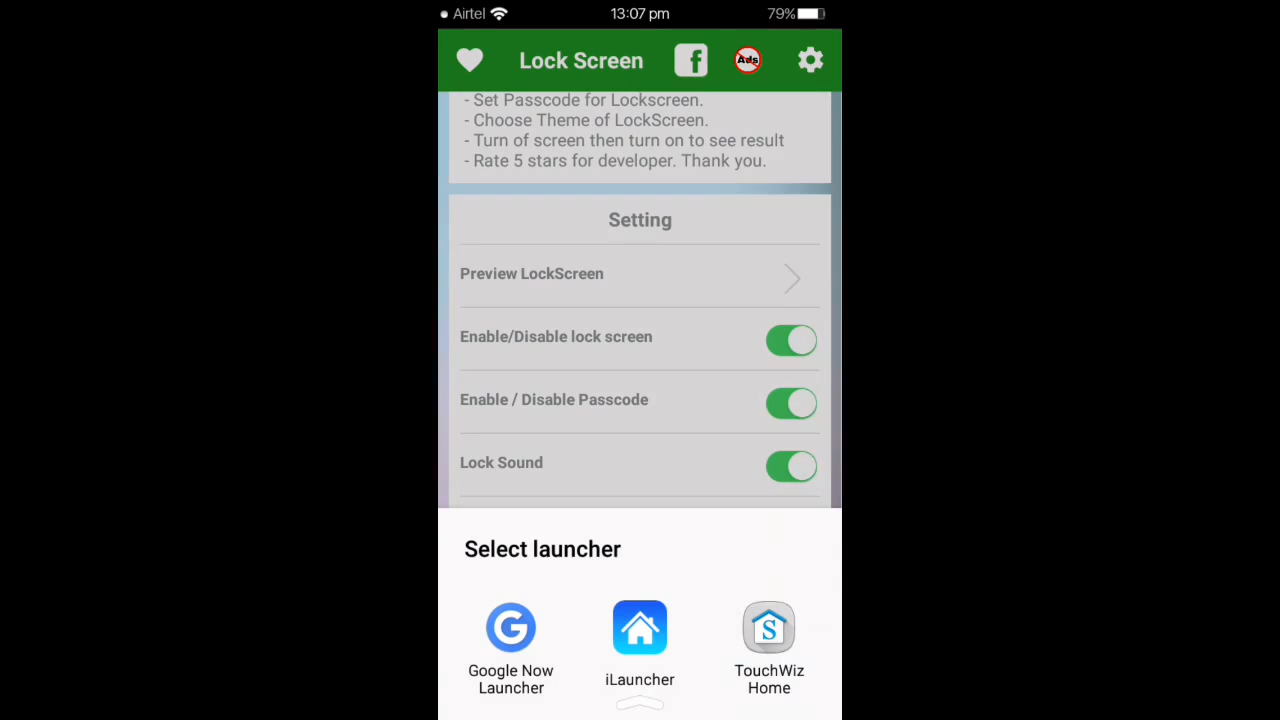 Airtel 13:07 pm 79%
Lock Screen f Ads
- Set Passcode for Lockscreen.
- Choose Theme of LockScreen.
- Turn of screen then turn on to see result
- Rate 5 stars for developer. Thank you.
Setting
Preview LockScreen
Enable/Disable lock screen
Enable / Disable Passcode
Lock Sound
Select launcher
G
S
Google Now
Launcher
iLauncher
TouchWiz
Home